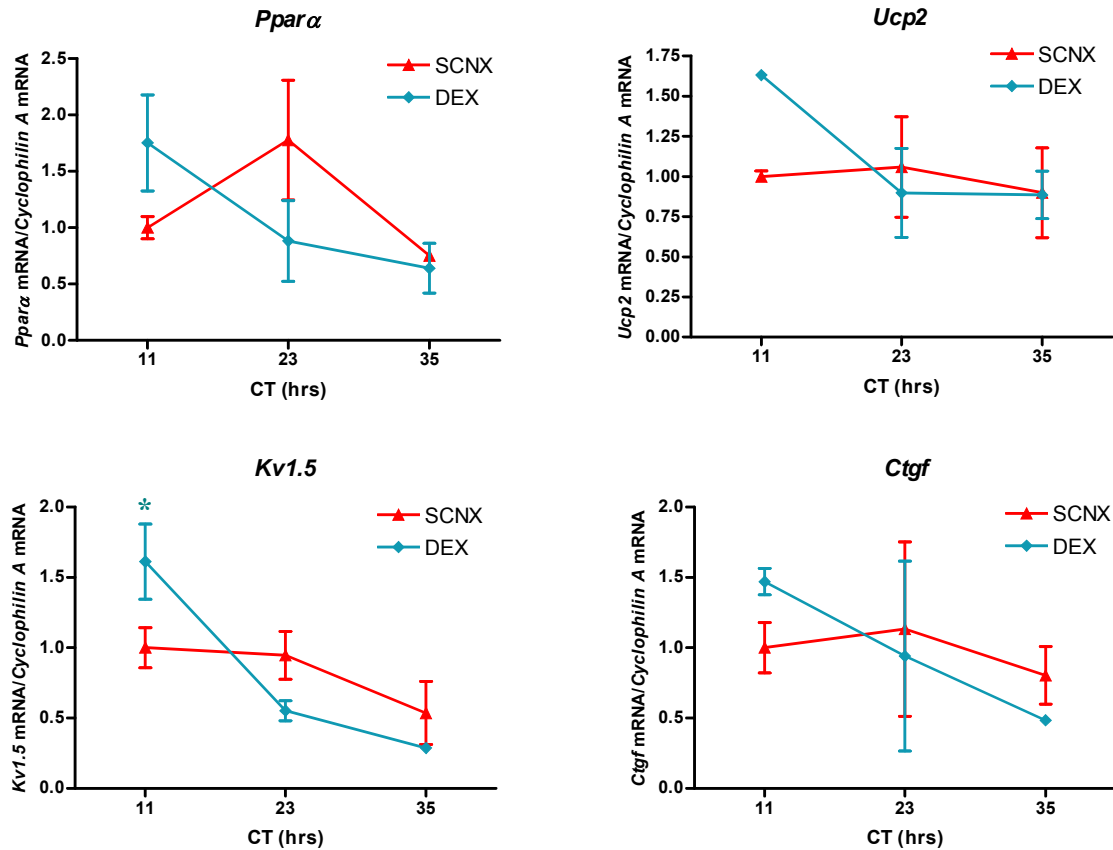 Pparα
Pparα mRNA/Cyclophilin A mRNA
2.5
2.0
1.5
1.0
0.5
0.0
SCNX
DEX
11
23
35
CT (hrs)
Ucp2
Ucp2 mRNA/Cyclophilin A mRNA
1.75
1.50
1.25
1.00
0.75
0.50
0.25
0.00
SCNX
DEX
11
23
35
CT (hrs)
Kv1.5
Kv1.5 mRNA/Cyclophilin A mRNA
2.0
1.5
1.0
0.5
0.0
*
SCNX
DEX
11
23
35
CT (hrs)
Ctgf
Ctgf mRNA/Cyclophilin A mRNA
2.0
1.5
1.0
0.5
0.0
SCNX
DEX
11
23
35
CT (hrs)